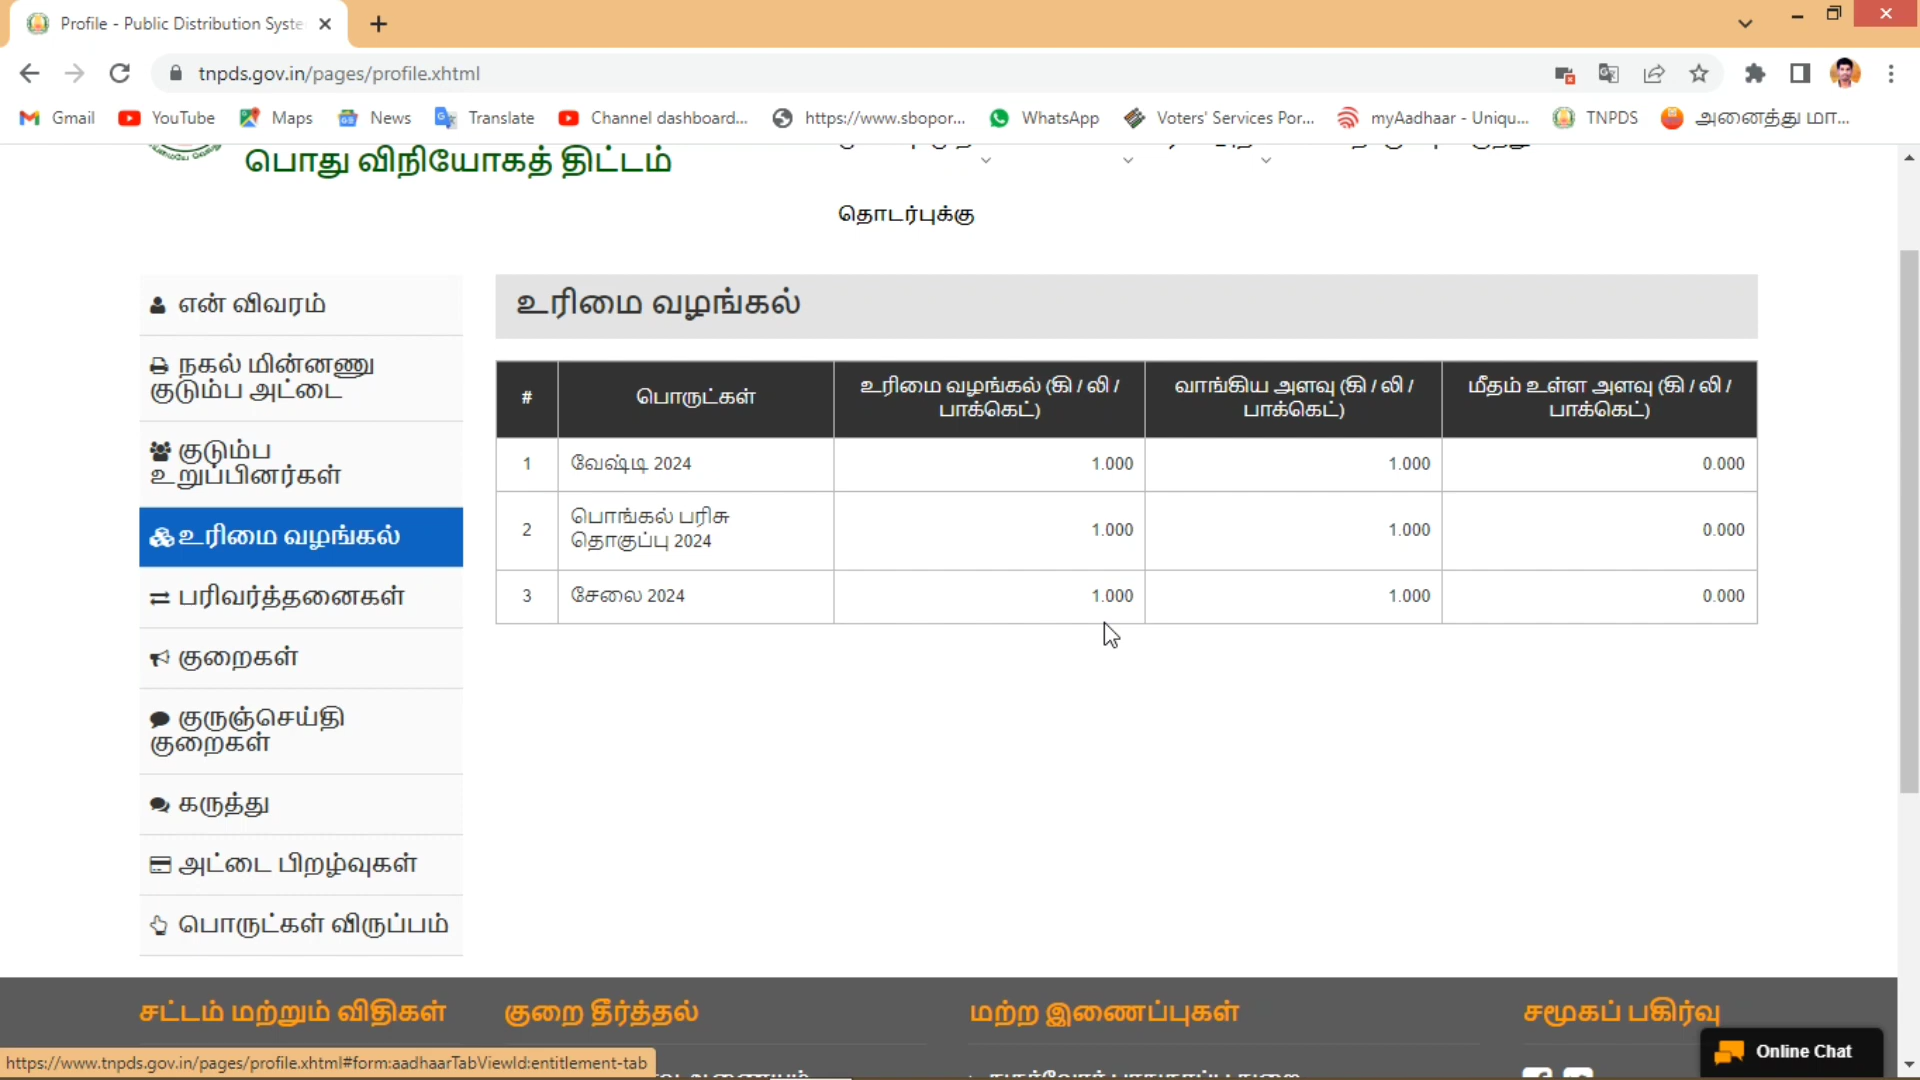 Profile - Public Distribution Syste
tnpds.gov.in/pages/profile.xhtml
Gmail YouTube Maps News Translate Channel dashboard... https://www.sbopor... WhatsApp Voters' Services Por... myAadhaar - Uniqu... TNPDS அனைத்து மா...
பொது விநியோகத் திட்டம்
தொடர்புக்கு
என் விவரம்
நகல் மின்னணு
குடும்ப அட்டை
குடும்ப
உறுப்பினர்கள்
உரிமை வழங்கல்
பரிவர்த்தனைகள்
குறைகள்
குருஞ்செய்தி
குறைகள்
கருத்து
அட்டை பிறழ்வுகள்
பொருட்கள் விருப்பம்
உரிமை வழங்கல்
# பொருட்கள் உரிமை வழங்கல் (கி / லி / பாக்கெட்) வாங்கிய அளவு (கி / லி / பாக்கெட்) மீதம் உள்ள அளவு (கி / லி / பாக்கெட்)
1 வேஷ்டி 2024 1.000 1.000 0.000
2 பொங்கல் பரிசு தொகுப்பு 2024 1.000 1.000 0.000
3 சேலை 2024 1.000 1.000 0.000
சட்டம் மற்றும் விதிகள் குறை தீர்த்தல் மற்ற இணைப்புகள் சமூகப் பகிர்வு
Online Chat
https://www.tnpds.gov.in/pages/profile.xhtml#form:aadhaarTabViewId:entitlement-tab